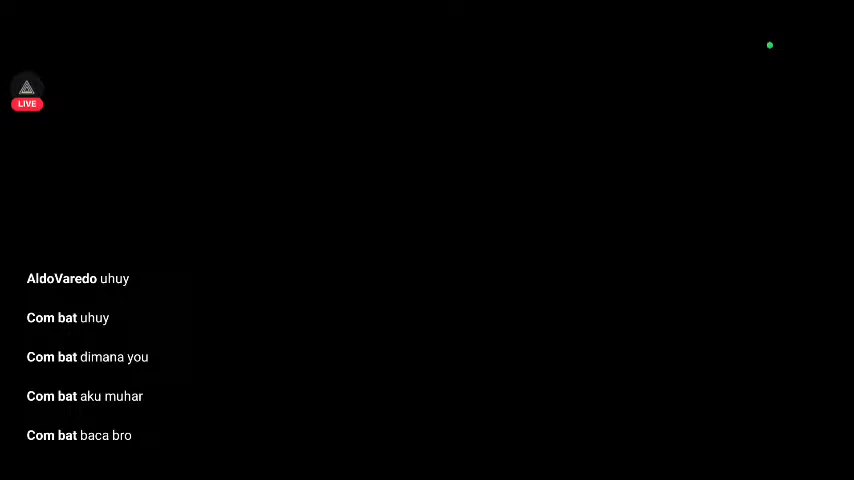 LIVE
AldoVaredo uhuy
Com bat uhuy
Com bat dimana you
Com bat aku muhar
Com bat baca bro